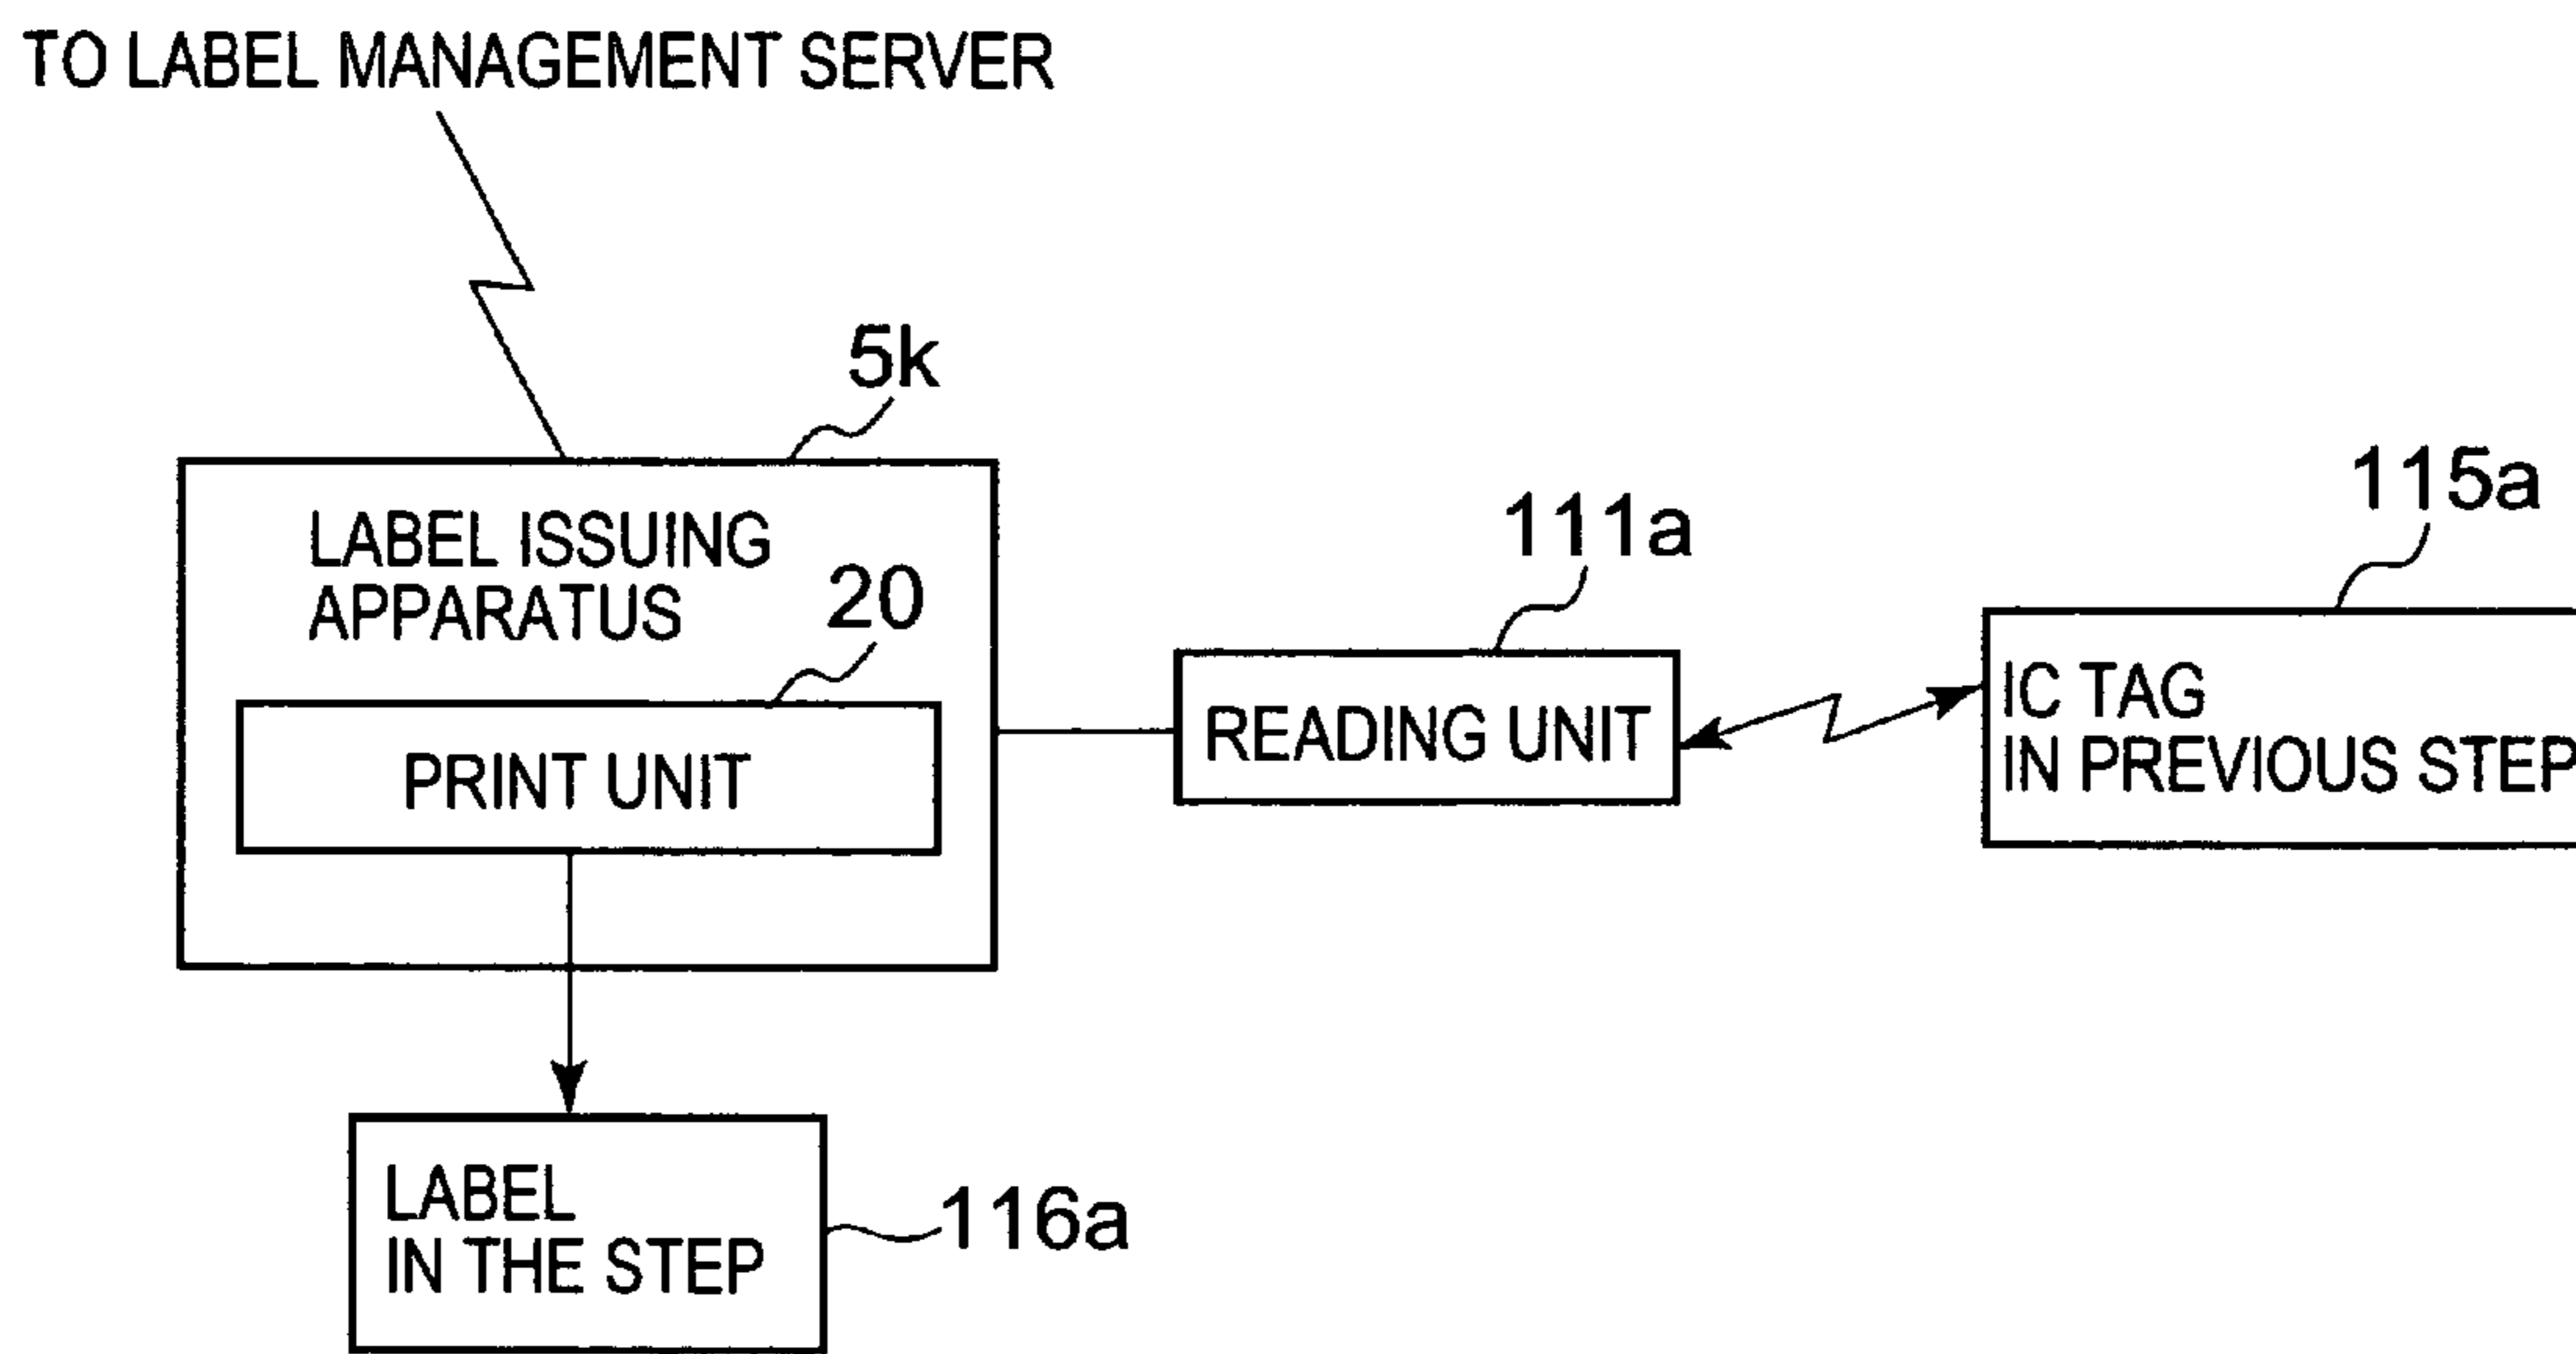 TO LABEL MANAGEMENT SERVER
5k
LABEL ISSUING
APPARATUS
20
PRINT UNIT
111a
READING UNIT
115a
IC TAG
IN PREVIOUS STEP
LABEL
IN THE STEP
116a